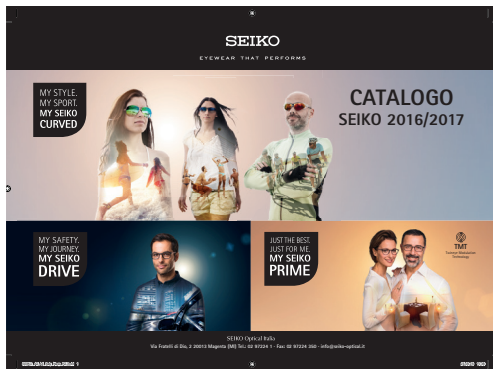 SEIKO
EYEWEAR THAT PERFORMS
MY STYLE.
MY SPORT.
MY SEIKO
CURVED
CATALOGO
SEIKO 2016/2017
MY SAFETY.
MY JOURNEY.
MY SEIKO
DRIVE
JUST THE BEST.
JUST FOR ME.
MY SEIKO
PRIME
TMT
Technology
SEIKO Optical Italia
Via Fratelli di Dio, 2 20013 Magenta (MI) Tel.: 02 97224 1 - Fax: 02 97224 350 - info@seiko-optical.it